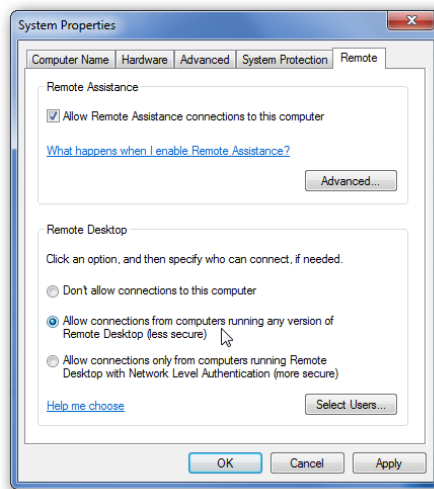 System Properties
Computer Name Hardware Advanced System Protection Remote
Remote Assistance
Allow Remote Assistance connections to this computer
What happens when I enable Remote Assistance?
Advanced...
Remote Desktop
Click an option, and then specify who can connect, if needed.
Don't allow connections to this computer
Allow connections from computers running any version of
Remote Desktop (less secure)
Allow connections only from computers running Remote
Desktop with Network Level Authentication (more secure)
Help me choose
Select Users...
OK Cancel Apply